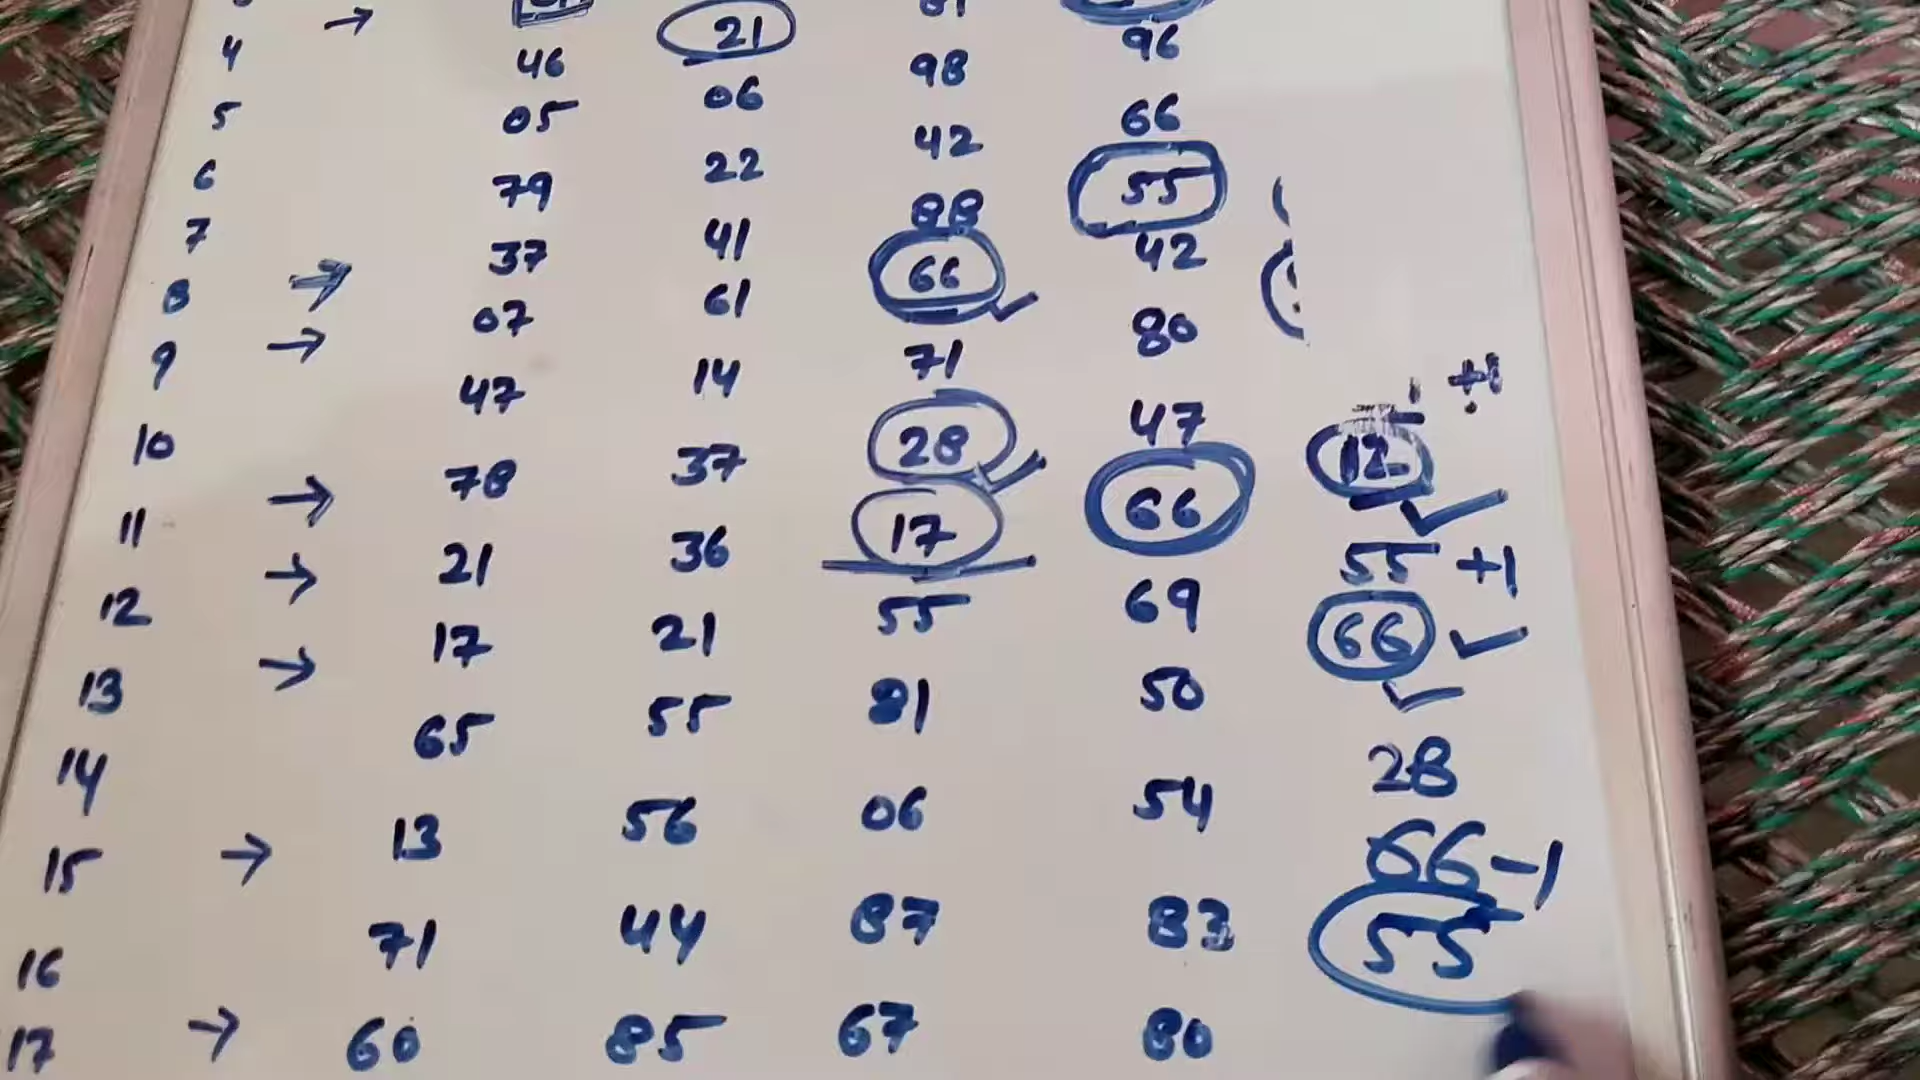 21
4 → 46 06 98 96
5 05 22 42 66
6 79 41 88 55
7 37 61 66 42
8 → 07 14 71 80
9 → 47 37 28 47 +1
10 78 36 17 66 12
11 → 21 21 55 69 55 +1
12 → 17 55 81 50 66
13 → 65 56 06 54 28
14 13 44 87 83 66-1
15 → 71 85 67 80 55
16 60
17 →